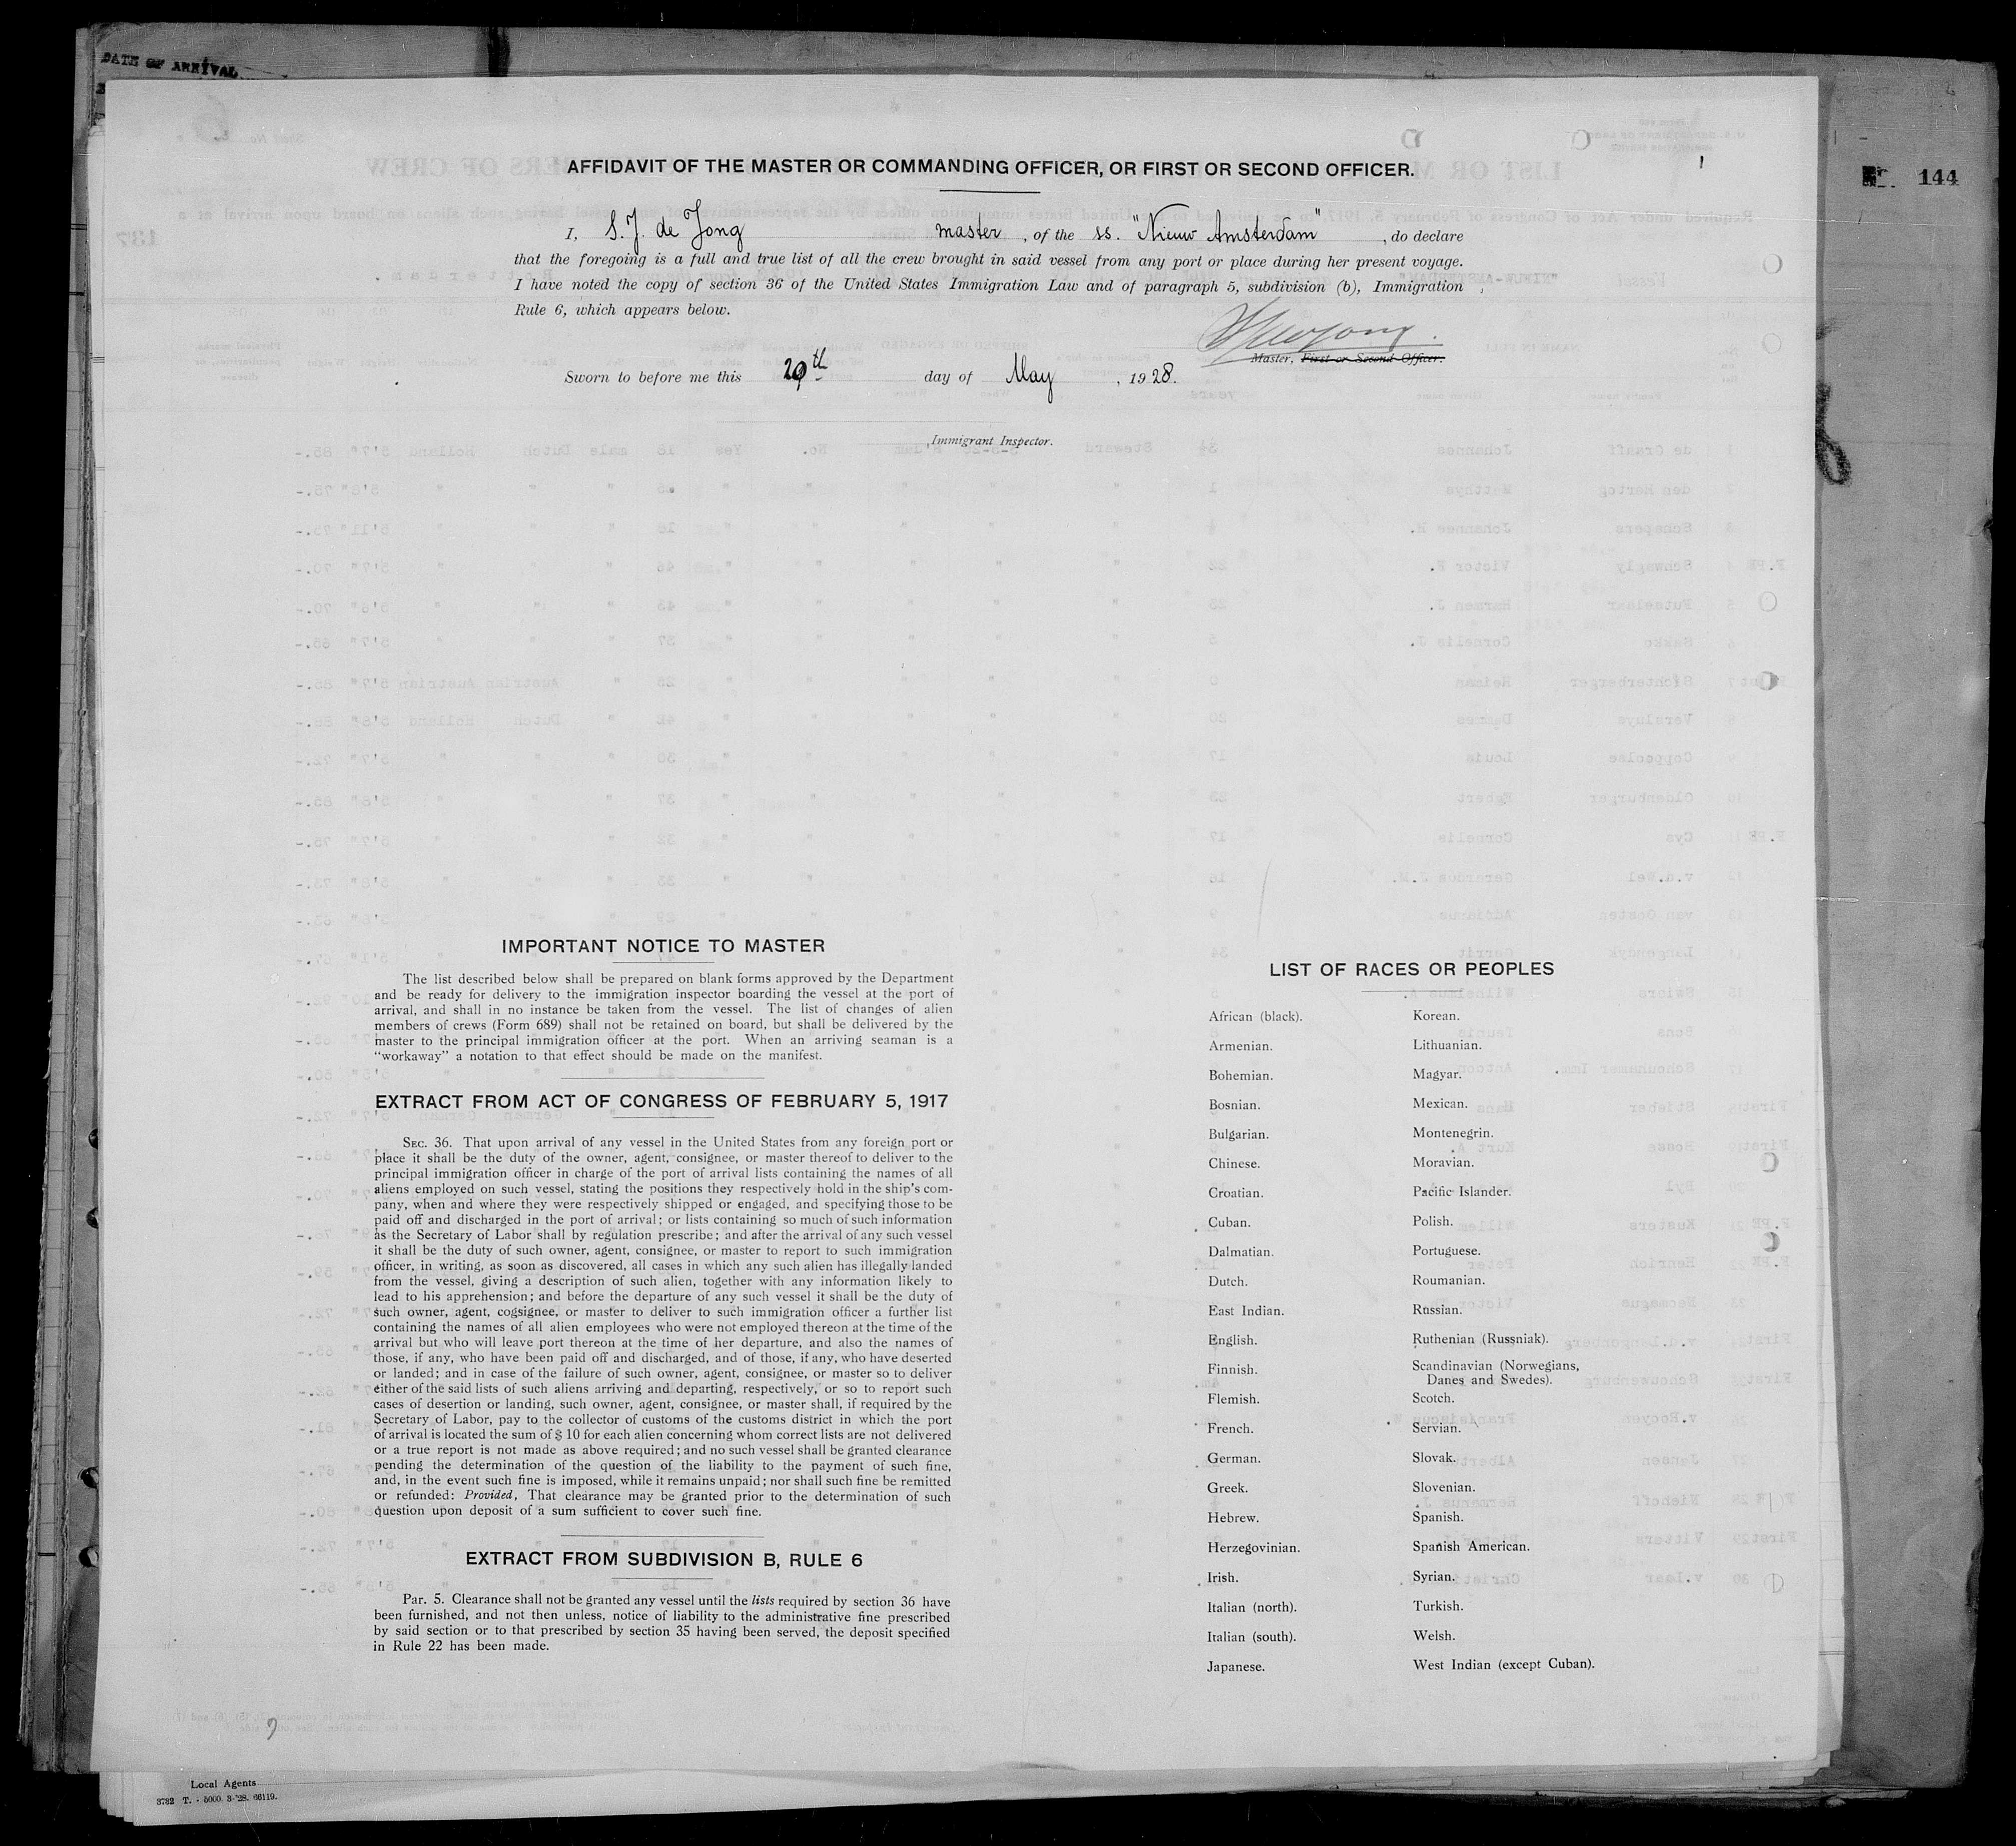 DATE OF ARRIVAL
144
AFFIDAVIT OF THE MASTER OR COMMANDING OFFICER, OR FIRST OR SECOND OFFICER.
I, S. J. de Jong master, of the ss. "Nieuw Amsterdam", do declare
that the foregoing is a full and true list of all the crew brought in said vessel from any port or place during her present voyage.
I have noted the copy of section 36 of the United States Immigration Law and of paragraph 5, subdivision (b), Immigration
Rule 6, which appears below.
Master, First or Second Officer.
Sworn to before me this 29th day of May, 1928.
Immigrant Inspector.
IMPORTANT NOTICE TO MASTER
The list described below shall be prepared on blank forms approved by the Department
and be ready for delivery to the immigration inspector boarding the vessel at the port of
arrival, and shall in no instance be taken from the vessel. The list of changes of alien
members of crews (Form 689) shall not be retained on board, but shall be delivered by the
master to the principal immigration officer at the port. When an arriving seaman is a
“workaway” a notation to that effect should be made on the manifest.
EXTRACT FROM ACT OF CONGRESS OF FEBRUARY 5, 1917
SEC. 36. That upon arrival of any vessel in the United States from any foreign port or
place it shall be the duty of the owner, agent, consignee, or master thereof to deliver to the
principal immigration officer in charge of the port of arrival lists containing the names of all
aliens employed on such vessel, stating the positions they respectively hold in the ship's com-
pany, when and where they were respectively shipped or engaged, and specifying those to be
paid off and discharged in the port of arrival; or lists containing so much of such information
as the Secretary of Labor shall by regulation prescribe; and after the arrival of any such vessel
it shall be the duty of such owner, agent, consignee, or master to report to such immigration
officer, in writing, as soon as discovered, all cases in which any such alien has illegally landed
from the vessel, giving a description of such alien, together with any information likely to
lead to his apprehension; and before the departure of any such vessel it shall be the duty of
such owner, agent, cogsignee, or master to deliver to such immigration officer a further list
containing the names of all alien employees who were not employed thereon at the time of the
arrival but who will leave port thereon at the time of her departure, and also the names of
those, if any, who have been paid off and discharged, and of those, if any, who have deserted
or landed; and in case of the failure of such owner, agent, consignee, or master so to deliver
either of the said lists of such aliens arriving and departing, respectively, or so to report such
cases of desertion or landing, such owner, agent, consignee, or master shall, if required by the
Secretary of Labor, pay to the collector of customs of the customs district in which the port
of arrival is located the sum of $ 10 for each alien concerning whom correct lists are not delivered
or a true report is not made as above required; and no such vessel shall be granted clearance
pending the determination of the question of the liability to the payment of such fine,
and, in the event such fine is imposed, while it remains unpaid; nor shall such fine be remitted
or refunded: Provided, That clearance may be granted prior to the determination of such
question upon deposit of a sum sufficient to cover such fine.
EXTRACT FROM SUBDIVISION B, RULE 6
Par. 5. Clearance shall not be granted any vessel until the lists required by section 36 have
been furnished, and not then unless, notice of liability to the administrative fine prescribed
by said section or to that prescribed by section 35 having been served, the deposit specified
in Rule 22 has been made.
LIST OF RACES OR PEOPLES
African (black).
Armenian.
Bohemian.
Bosnian.
Bulgarian.
Chinese.
Croatian.
Cuban.
Dalmatian.
Dutch.
East Indian.
English.
Finnish.
Flemish.
French.
German.
Greek.
Hebrew.
Herzegovinian.
Irish.
Italian (north).
Italian (south).
Japanese.
Korean.
Lithuanian.
Magyar.
Mexican.
Montenegrin.
Moravian.
Pacific Islander.
Polish.
Portuguese.
Roumanian.
Russian.
Ruthenian (Russniak).
Scandinavian (Norwegians,
Danes and Swedes).
Scotch.
Servian.
Slovak.
Slovenian.
Spanish.
Spanish American.
Syrian.
Turkish.
Welsh.
West Indian (except Cuban).
Local Agents
3782 T. - 5000. 3-'28. 66119.